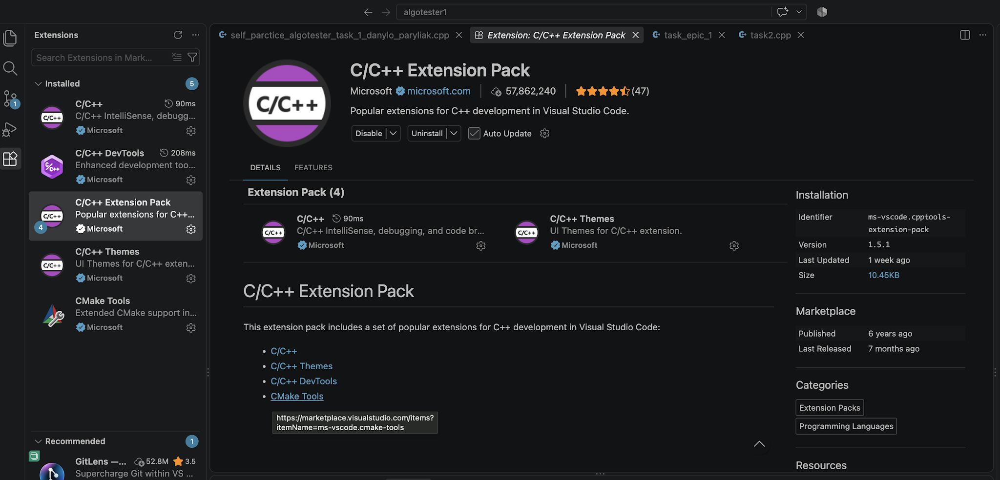 algotester1
Extensions
Search Extensions in Mark...
Installed
5
C/C++
90ms
C/C++ IntelliSense, debugg...
Microsoft
C/C++
1
C/C++ DevTools
208ms
Enhanced development too...
Microsoft
C/C++
C/C++ Extension Pack
Popular extensions for C++...
Microsoft
C/C++
4
C/C++ Themes
UI Themes for C/C++ exten...
Microsoft
C/C++
CMake Tools
Extended CMake support in...
Microsoft
Recommended
1
GitLens —...
52.8M
3.5
Supercharge Git within VS ...
self_parctice_algotester_task_1_danylo_paryliak.cpp
Extension: C/C++ Extension Pack
task_epic_1
task2.cpp
C/C++
C/C++ Extension Pack
Microsoft microsoft.com
57,862,240
(47)
Popular extensions for C++ development in Visual Studio Code.
Disable
Uninstall
Auto Update
DETAILS
FEATURES
Extension Pack (4)
C/C++
C/C++ 90ms
C/C++ IntelliSense, debugging, and code br...
Microsoft
C/C++
C/C++ Themes
UI Themes for C/C++ extension.
Microsoft
C/C++ Extension Pack
This extension pack includes a set of popular extensions for C++ development in Visual Studio Code:
• C/C++
• C/C++ Themes
• C/C++ DevTools
• CMake Tools
https://marketplace.visualstudio.com/items?
itemName=ms-vscode.cmake-tools
Installation
Identifier
ms-vscode.cpptools-
extension-pack
Version
1.5.1
Last Updated
1 week ago
Size
10.45KB
Marketplace
Published
6 years ago
Last Released
7 months ago
Categories
Extension Packs
Programming Languages
Resources